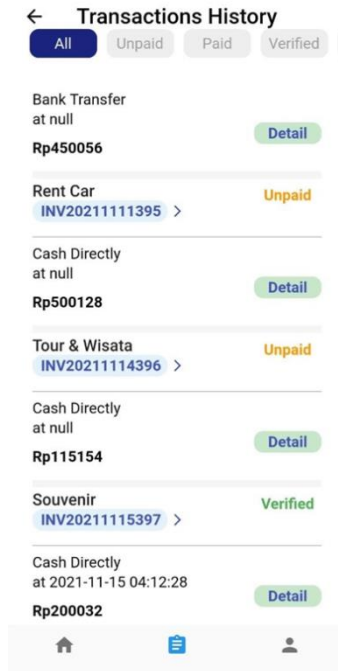 Transactions History
All Unpaid Paid Verified
Bank Transfer
at null
Detail
Rp450056
Rent Car
Unpaid
INV20211111395 >
Cash Directly
at null
Detail
Rp500128
Tour & Wisata
Unpaid
INV20211114396 >
Cash Directly
at null
Detail
Rp115154
Souvenir
Verified
INV20211115397 >
Cash Directly
at 2021-11-15 04:12:28
Detail
Rp200032